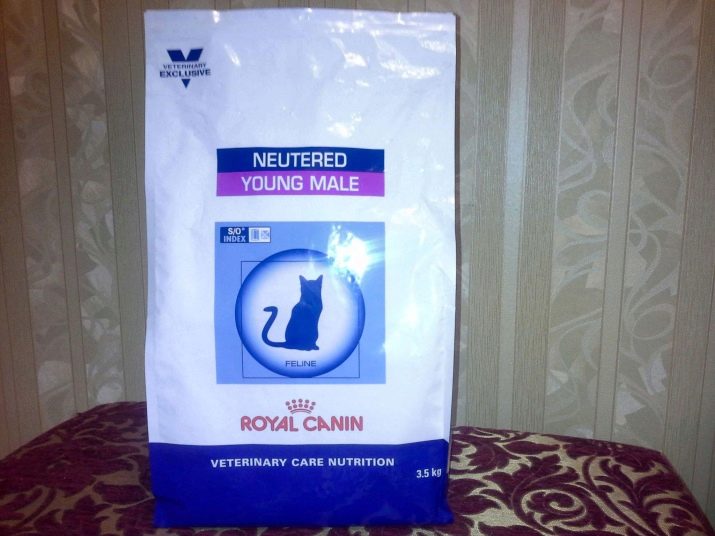 VETERINARY
EXCLUSIVE
NEUTERED
YOUNG MALE
S/O®
INDEX
FELINE
ROYAL CANIN
VETERINARY CARE NUTRITION
3.5 kg